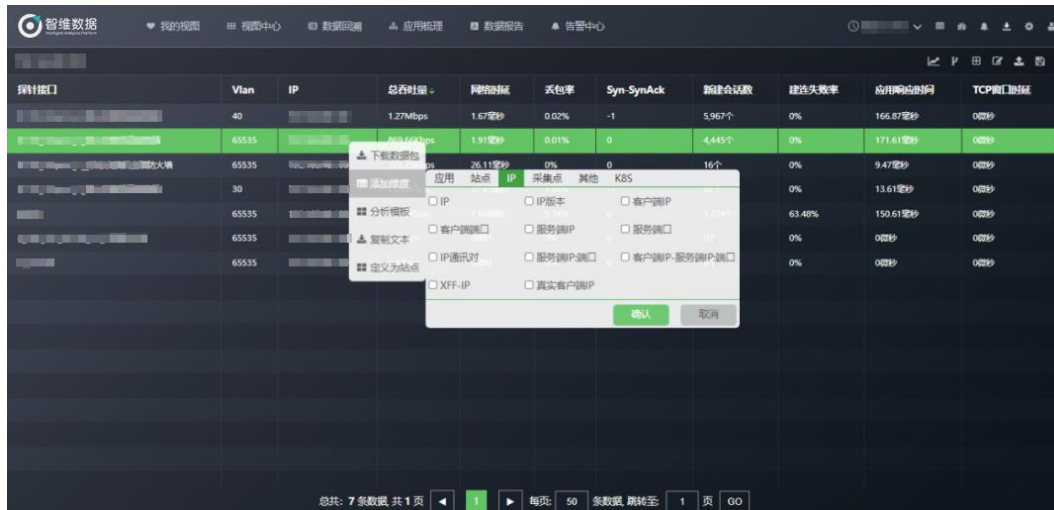 智维数据 我的视图 视图中心 数据回溯 应用梳理 数据报告 告警中心
探针接口 Vlan IP 总吞吐量 网络时延 丢包率 Syn-SynAck 新建会话数 建连失败率 应用响应时间 TCP窗口时延
40 1.27Mbps 1.67毫秒 0.02% -1 5,967个 0% 166.87毫秒 0微秒
65535 1.91毫秒 0.01% 0 4,445个 0% 171.61毫秒 0微秒
防火墙 65535 26.11毫秒 0% 0 16个 0% 9.47毫秒 0微秒
30 0% 13.61毫秒 0微秒
65535 63.48% 150.61毫秒 0微秒
65535 0% 0微秒 0微秒
65535 0% 0微秒 0微秒
下载数据包
添加维度
分析模板
复制文本
定义为站点
应用 站点 IP 采集点 其他 K8S
IP IP版本 客户端IP
客户端端口 服务端IP 服务端口
IP通讯对 服务端IP:端口 客户端IP-服务端IP:端口
XFF-IP 真实客户端IP
确认 取消
总共: 7 条数据,共 1 页 1 每页: 50 条数据,跳转至: 1 页 GO